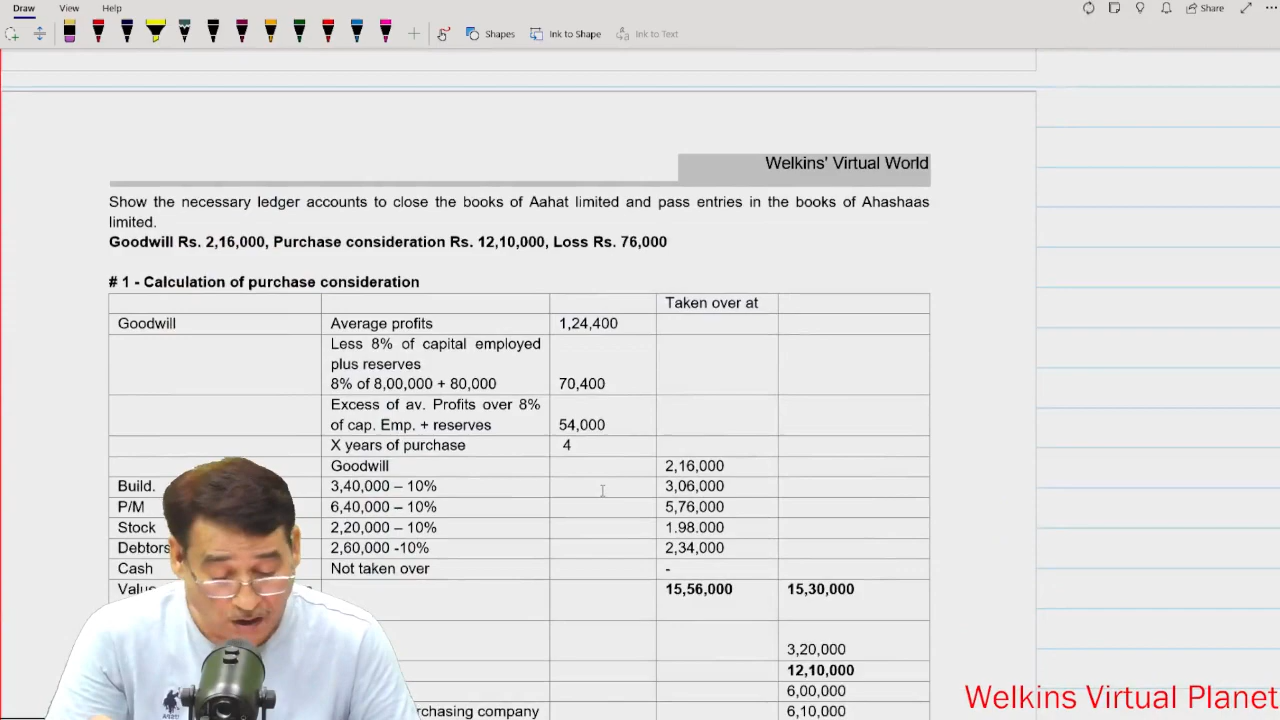 Draw View Help
Share
Shapes Ink to Shape Ink to Text
Welkins' Virtual World
Show the necessary ledger accounts to close the books of Aahat limited and pass entries in the books of Ahashaas
limited.
Goodwill Rs. 2,16,000, Purchase consideration Rs. 12,10,000, Loss Rs. 76,000
# 1 - Calculation of purchase consideration
Taken over at
Goodwill Average profits 1,24,400
Less 8% of capital employed
plus reserves
8% of 8,00,000 + 80,000 70,400
Excess of av. Profits over 8%
of cap. Emp. + reserves 54,000
X years of purchase 4
Goodwill 2,16,000
Build. 3,40,000 – 10% 3,06,000
P/M 6,40,000 – 10% 5,76,000
Stock 2,20,000 – 10% 1.98.000
Debtors 2,60,000 -10% 2,34,000
Cash Not taken over -
15,56,000 15,30,000
3,20,000
12,10,000
6,00,000
purchasing company 6,10,000
Welkins Virtual Planet